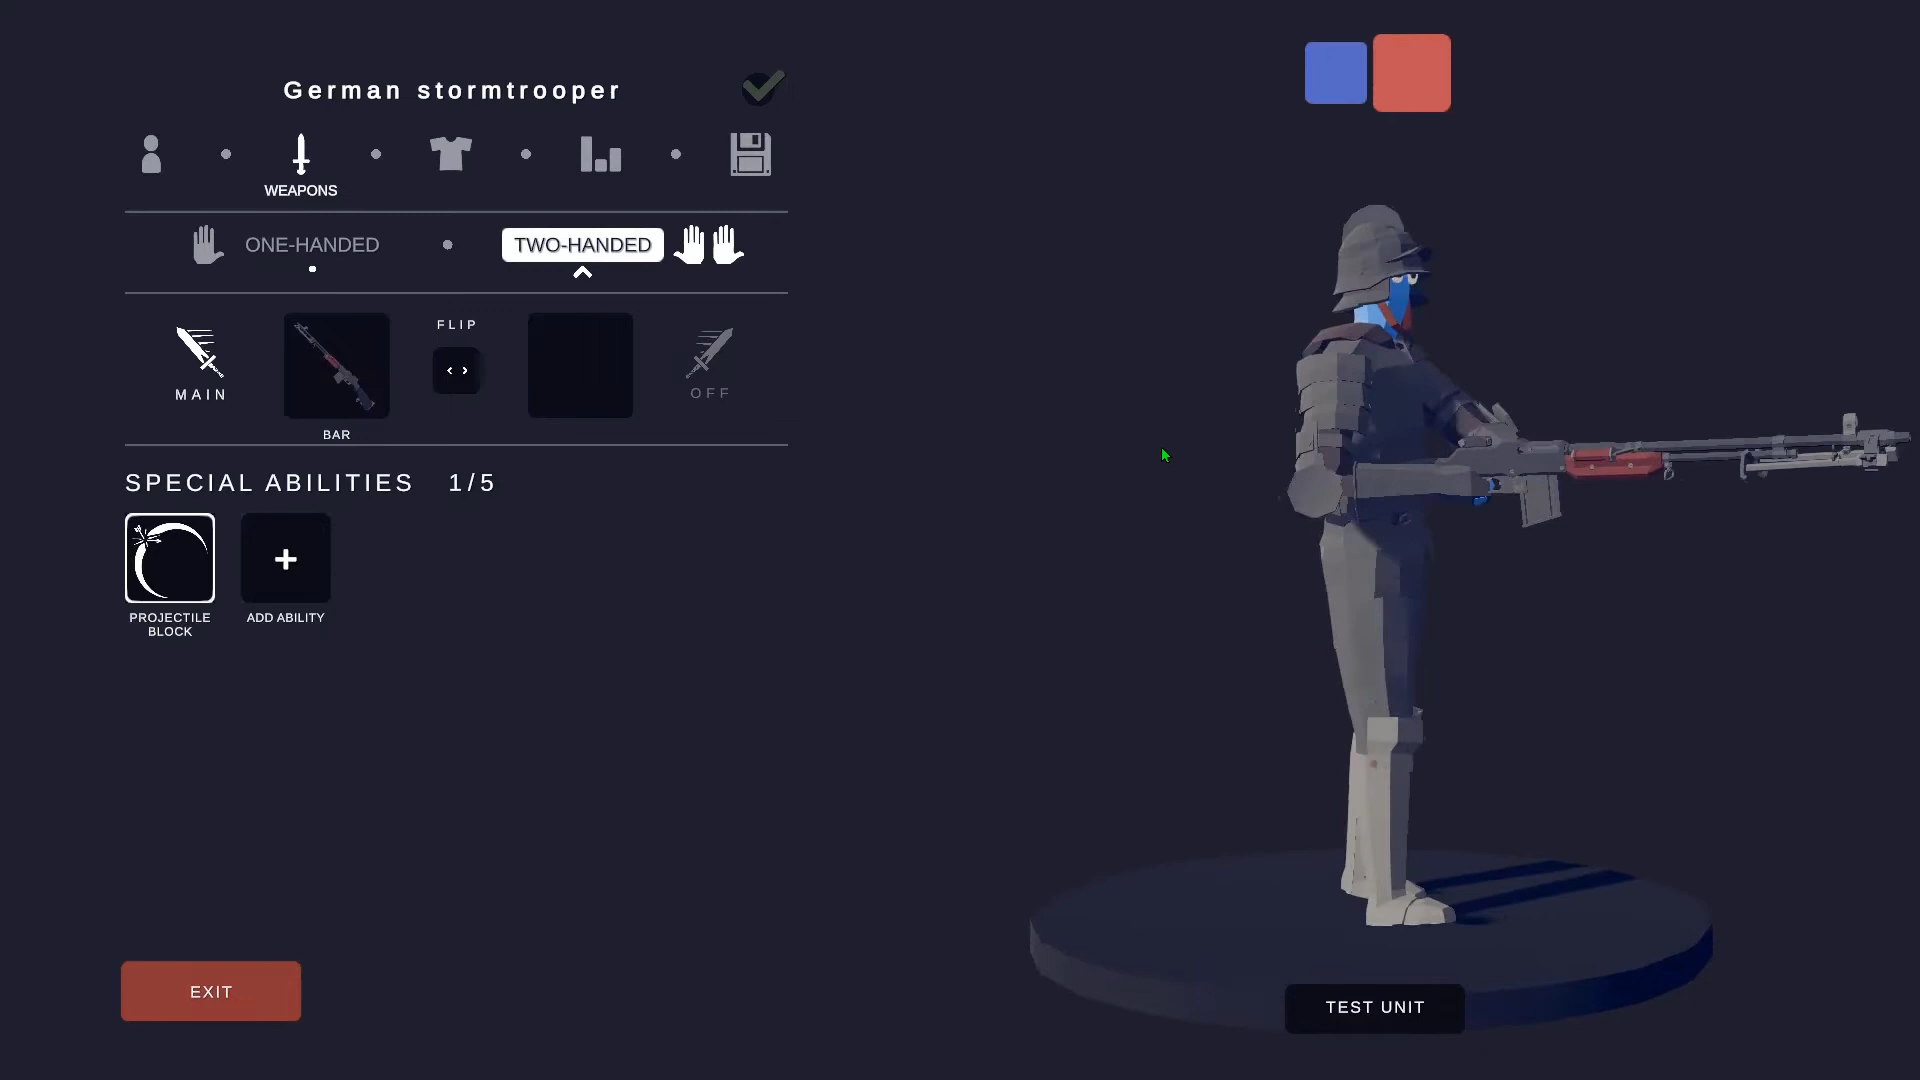 German stormtrooper
WEAPONS
ONE-HANDED
TWO-HANDED
MAIN
BAR
FLIP
OFF
SPECIAL ABILITIES 1/5
PROJECTILE
BLOCK
ADD ABILITY
EXIT
TEST UNIT